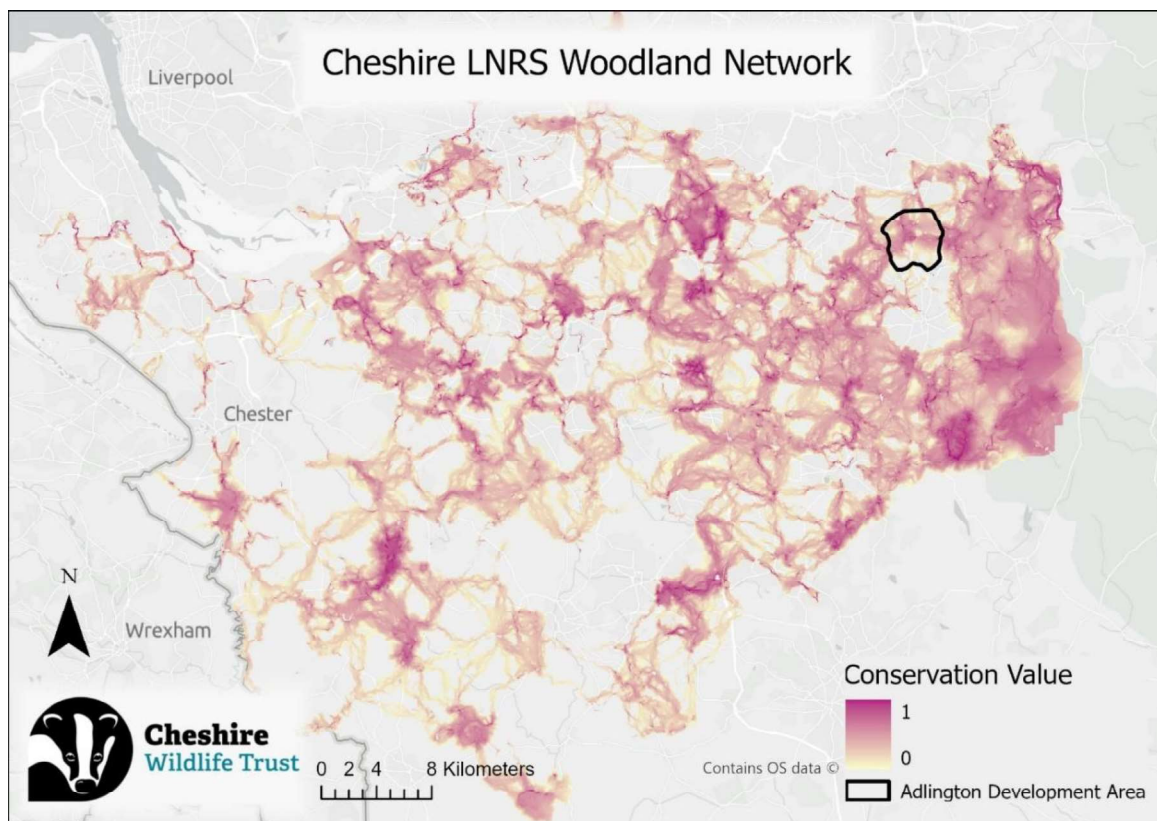 Cheshire LNRS Woodland Network
Liverpool
Chester
N
Wrexham
Cheshire
Wildlife Trust
0 2 4 8 Kilometers
Contains OS data ©
Conservation Value
1
0
Adlington Development Area